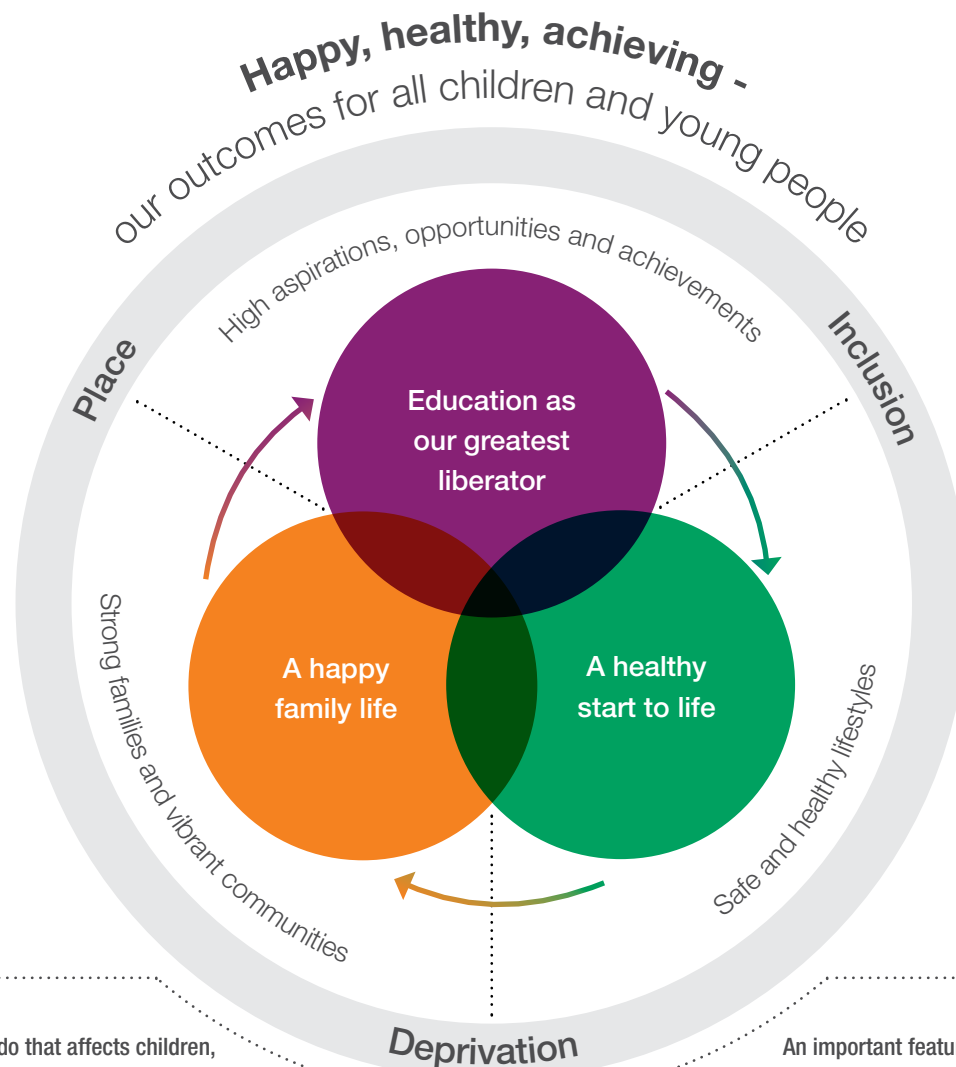 Happy, healthy, achieving -
our outcomes for all children and young people
High aspirations, opportunities and achievements
Place
Inclusion
Education as
our greatest
liberator
A happy
family life
A healthy
start to life
Strong families and vibrant communities
Safe and healthy lifestyles
Deprivation
do that affects children,
An important featu